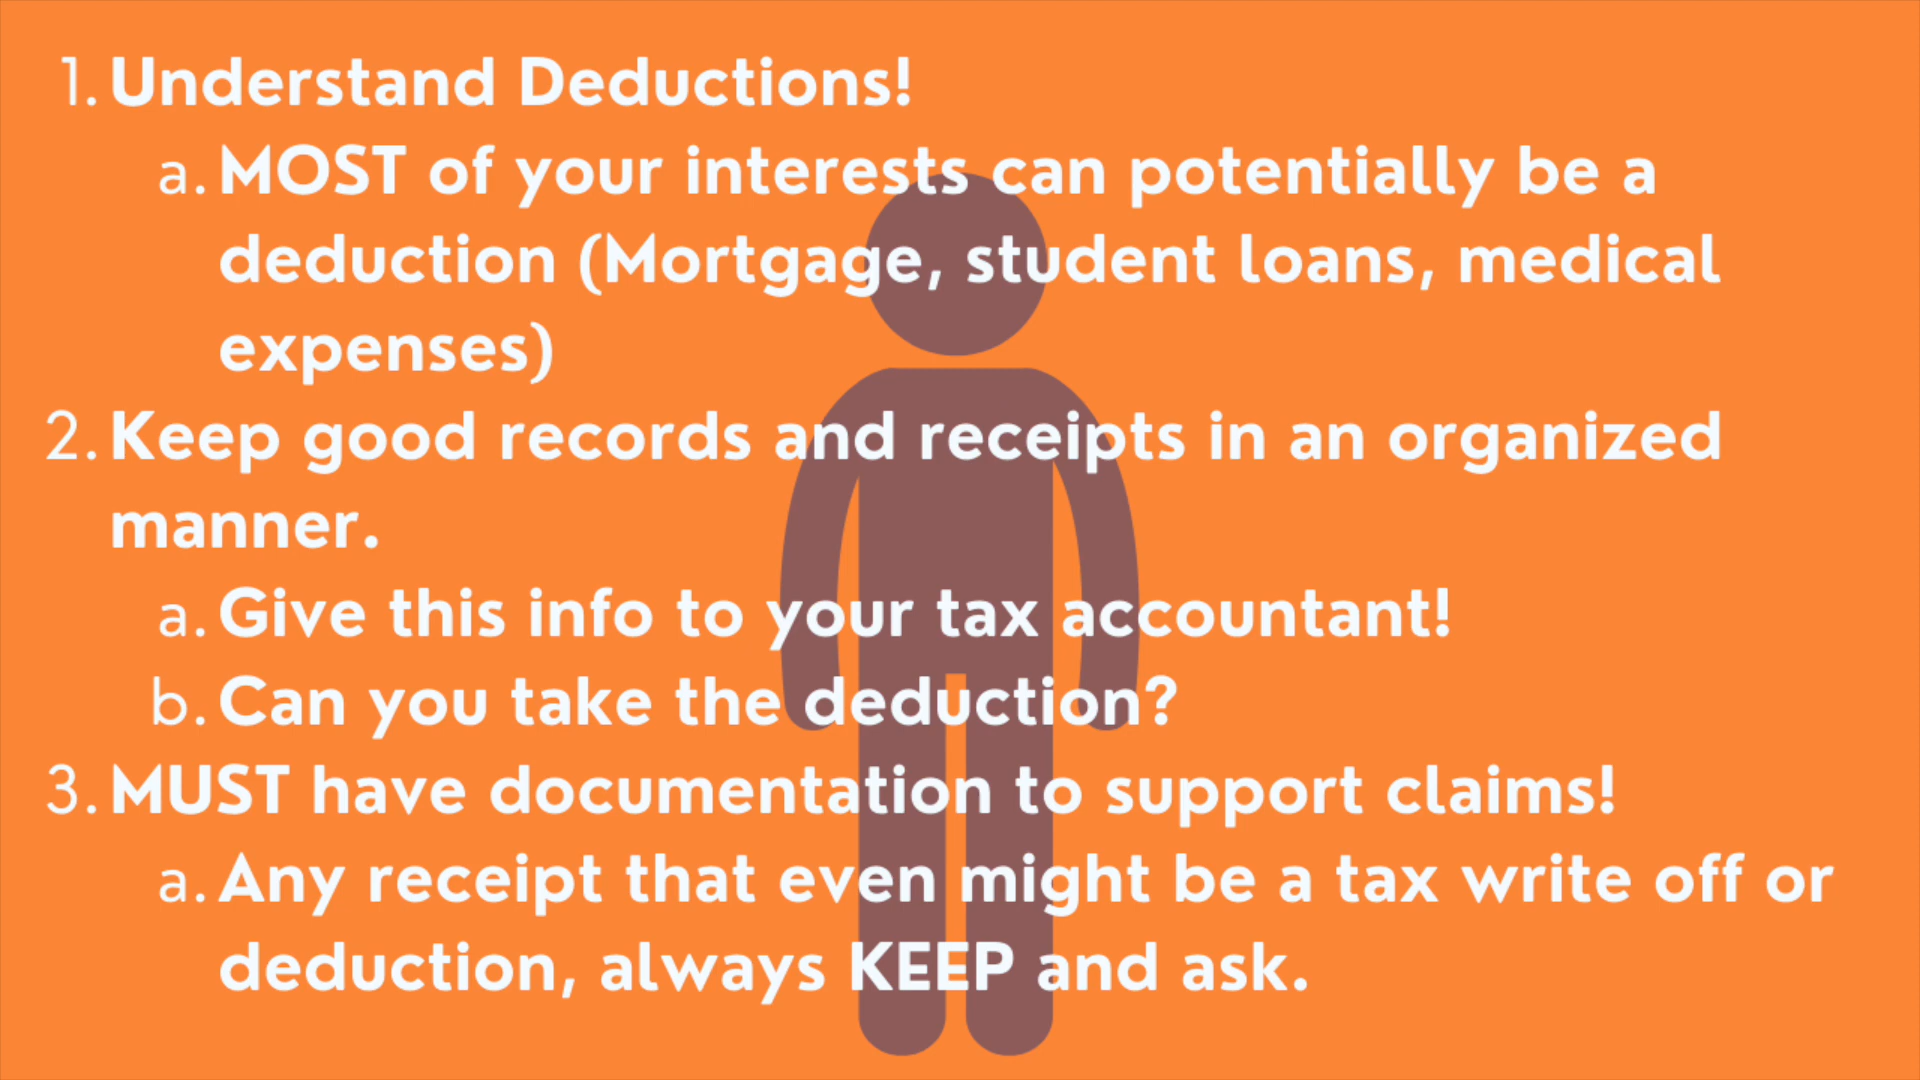 1. Understand Deductions!
a. MOST of your interests can potentially be a
deduction (Mortgage, student loans, medical
expenses)
2. Keep good records and receipts in an organized
manner.
a. Give this info to your tax accountant!
b. Can you take the deduction?
3. MUST have documentation to support claims!
a. Any receipt that even might be a tax write off or
deduction, always KEEP and ask.